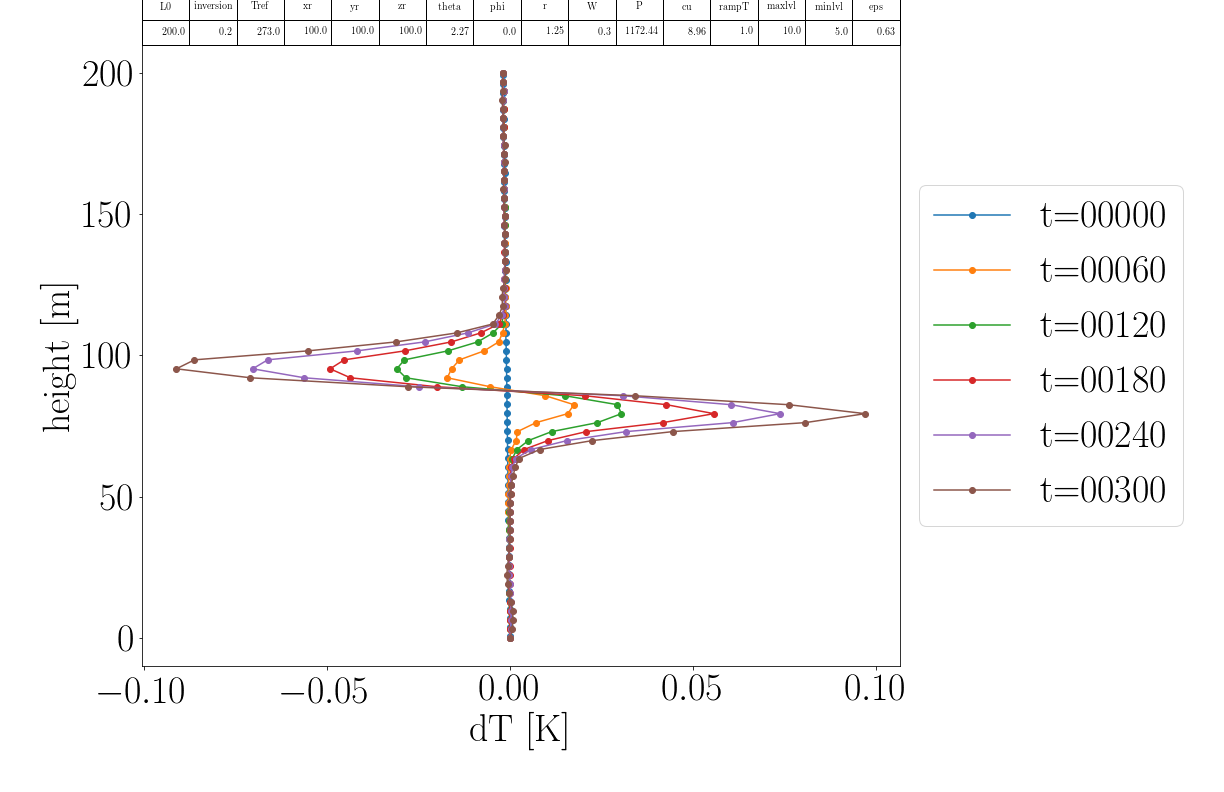 L0 inversion Tref xr yr zr theta phi r W P cu rampT maxlvl minlvl eps
200.0 0.2 273.0 100.0 100.0 100.0 2.27 0.0 1.25 0.3 1172.44 8.96 1.0 10.0 5.0 0.63
200
150
100
50
0
height [m]
−0.10 −0.05 0.00 0.05 0.10
dT [K]
t=00000
t=00060
t=00120
t=00180
t=00240
t=00300